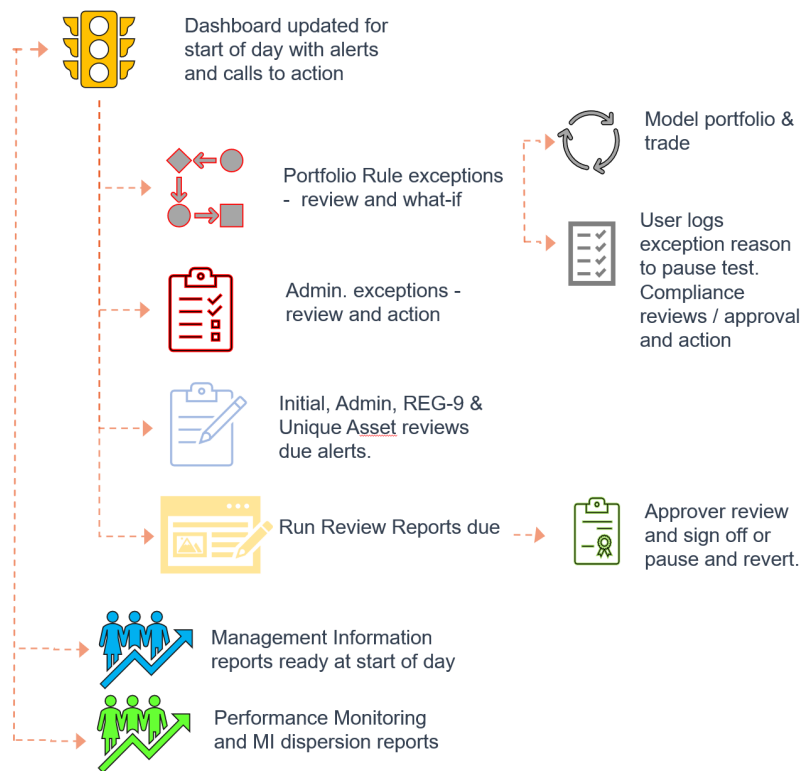 Dashboard updated for
start of day with alerts
and calls to action
Portfolio Rule exceptions
- review and what-if
Model portfolio &
trade
User logs
exception reason
to pause test.
Compliance
reviews / approval
and action
Admin. exceptions -
review and action
Initial, Admin, REG-9 &
Unique Asset reviews
due alerts.
Run Review Reports due
Approver review
and sign off or
pause and revert.
Management Information
reports ready at start of day
Performance Monitoring
and MI dispersion reports